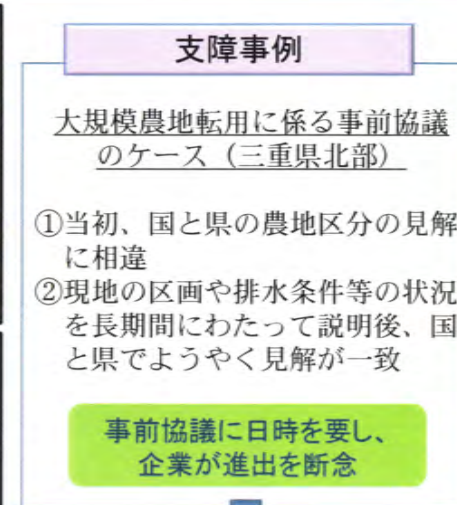 支障事例
大規模農地転用に係る事前協議
のケース（三重県北部）
①当初、国と県の農地区分の見解
に相違
②現地の区画や排水条件等の状況
を長期間にわたって説明後、国
と県でようやく見解が一致
事前協議に日時を要し、
企業が進出を断念